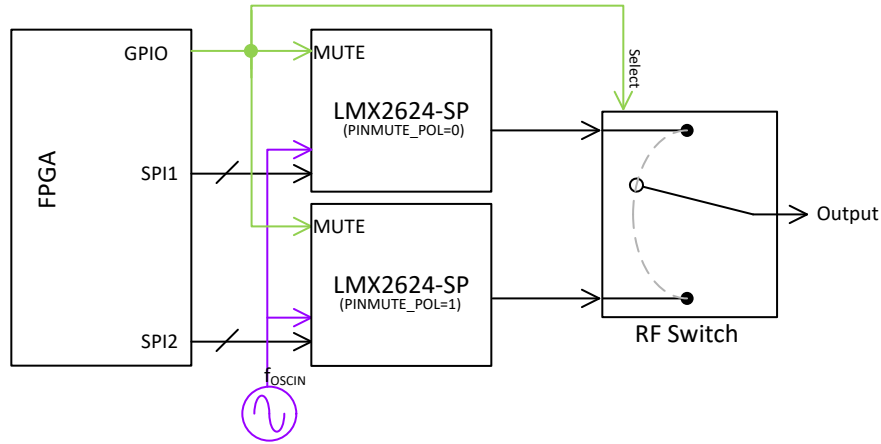 GPIO
MUTE
Select
LMX2624-SP
(PINMUTE_POL=0)
FPGA
SPI1
Output
MUTE
LMX2624-SP
(PINMUTE_POL=1)
RF Switch
SPI2
fOSCIN